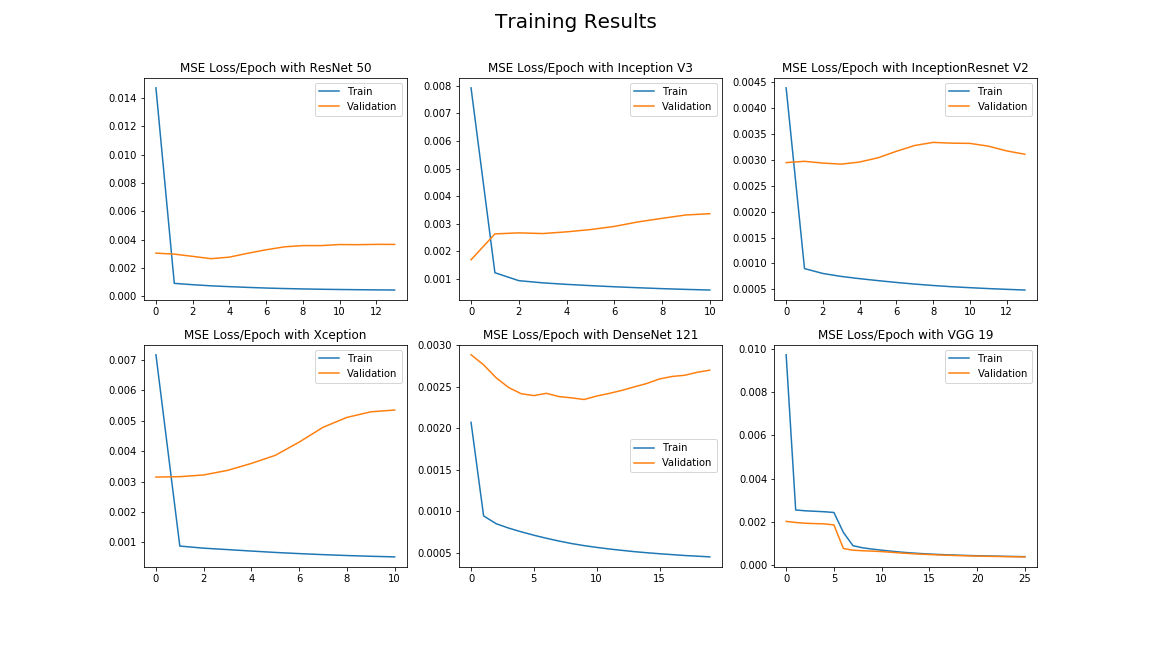 Training Results
MSE Loss/Epoch with ResNet 50
Train
Validation
0.014
0.012
0.010
0.008
0.006
0.004
0.002
0.000
0 2 4 6 8 10 12
MSE Loss/Epoch with Inception V3
Train
Validation
0.008
0.007
0.006
0.005
0.004
0.003
0.002
0.001
0 2 4 6 8 10
MSE Loss/Epoch with InceptionResnet V2
Train
Validation
0.0045
0.0040
0.0035
0.0030
0.0025
0.0020
0.0015
0.0010
0.0005
0 2 4 6 8 10 12
MSE Loss/Epoch with Xception
Train
Validation
0.007
0.006
0.005
0.004
0.003
0.002
0.001
0 2 4 6 8 10
MSE Loss/Epoch with DenseNet 121
Train
Validation
0.0030
0.0025
0.0020
0.0015
0.0010
0.0005
0 5 10 15
MSE Loss/Epoch with VGG 19
Train
Validation
0.010
0.008
0.006
0.004
0.002
0.000
0 5 10 15 20 25